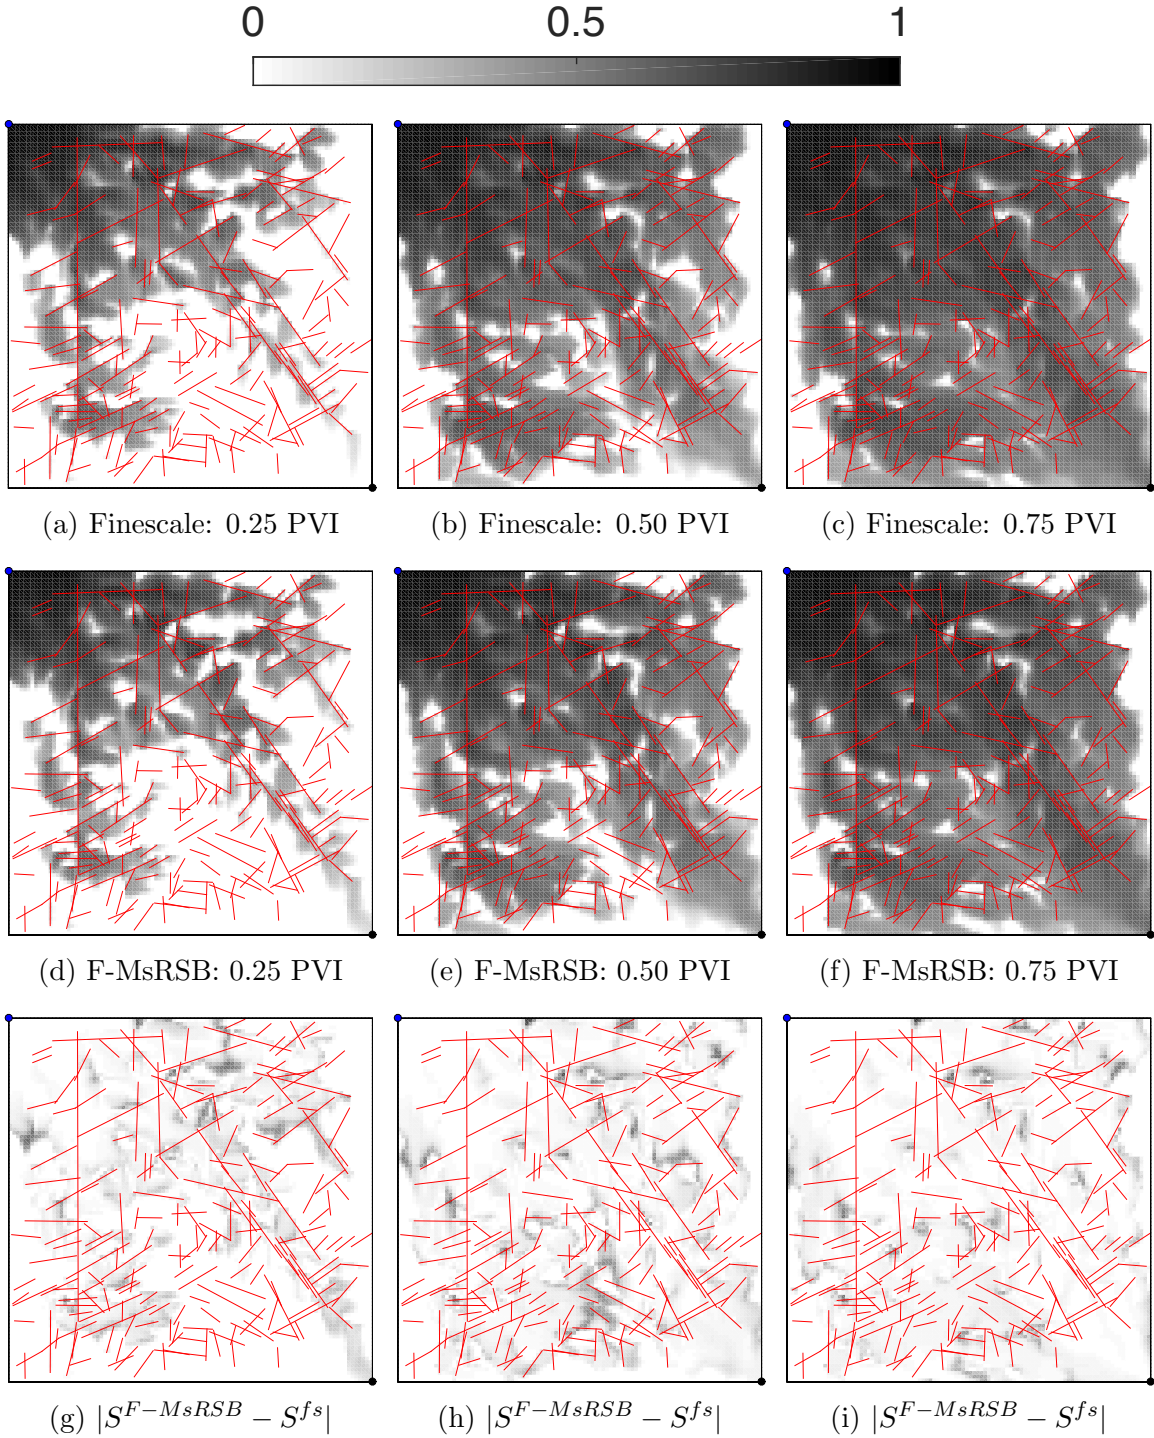 0 0.5 1
(a) Finescale: 0.25 PVI (b) Finescale: 0.50 PVI (c) Finescale: 0.75 PVI
(d) F-MsRSB: 0.25 PVI (e) F-MsRSB: 0.50 PVI (f) F-MsRSB: 0.75 PVI
(g) |S^{F-MsRSB} − S^{fs}| (h) |S^{F-MsRSB} − S^{fs}| (i) |S^{F-MsRSB} − S^{fs}|